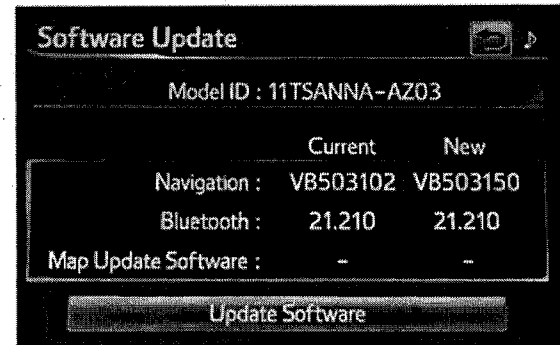 Software Update
Model ID : 11TSANNA-AZ03
Current New
Navigation : VB503102 VB503150
Bluetooth : 21.210 21.210
Map Update Software : - -
Update Software